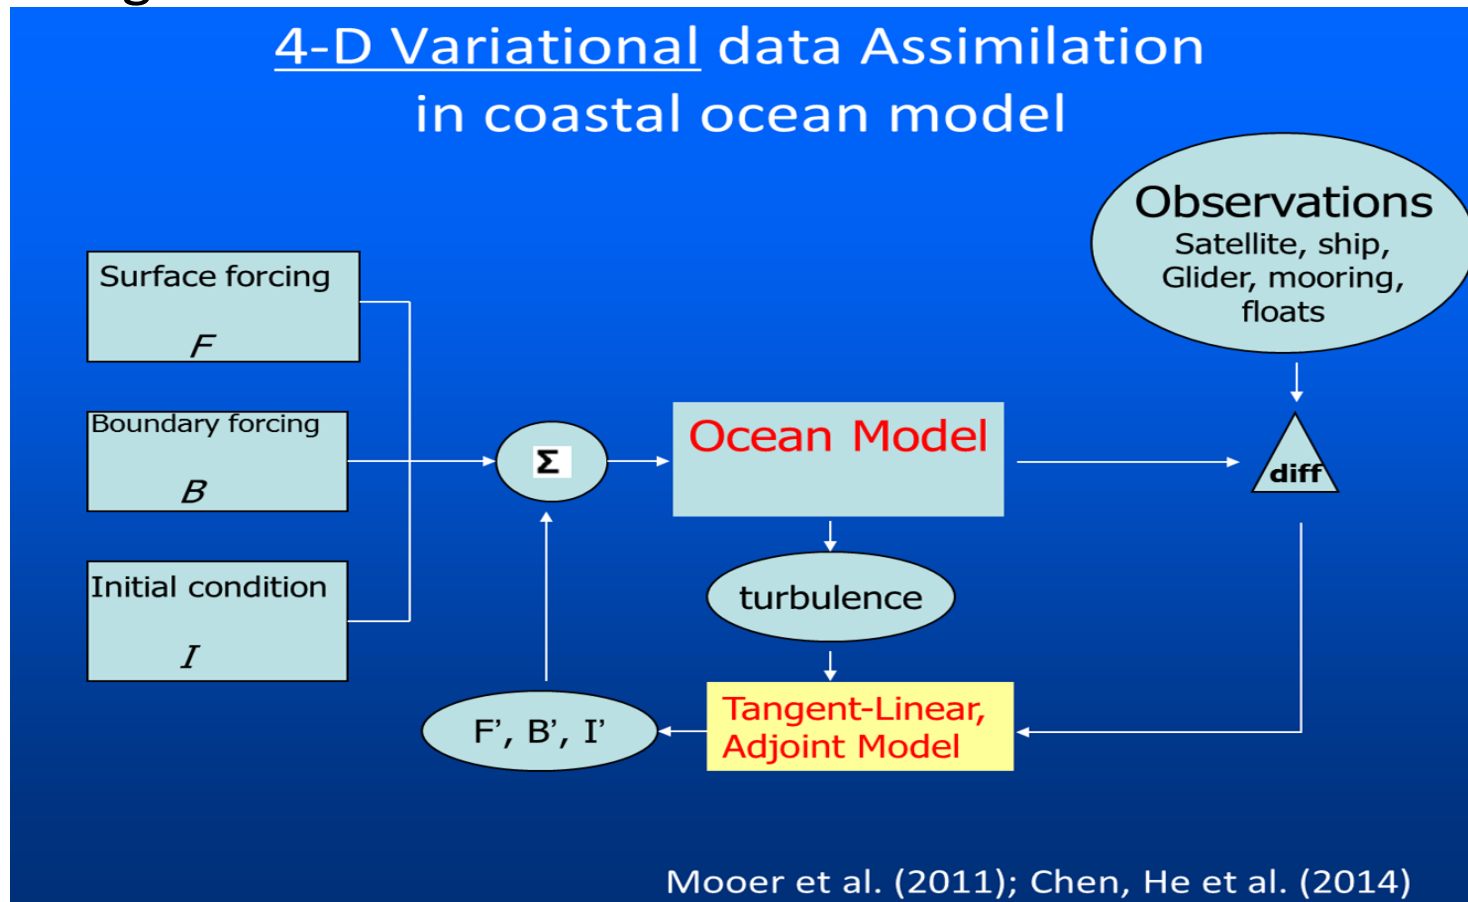 4-D Variational data Assimilation
in coastal ocean model
Observations
Satellite, ship,
Glider, mooring,
floats
Surface forcing
F
Boundary forcing
B
Initial condition
I
Σ
Ocean Model
diff
turbulence
Tangent-Linear,
Adjoint Model
F’, B’, I’
Mooer et al. (2011); Chen, He et al. (2014)